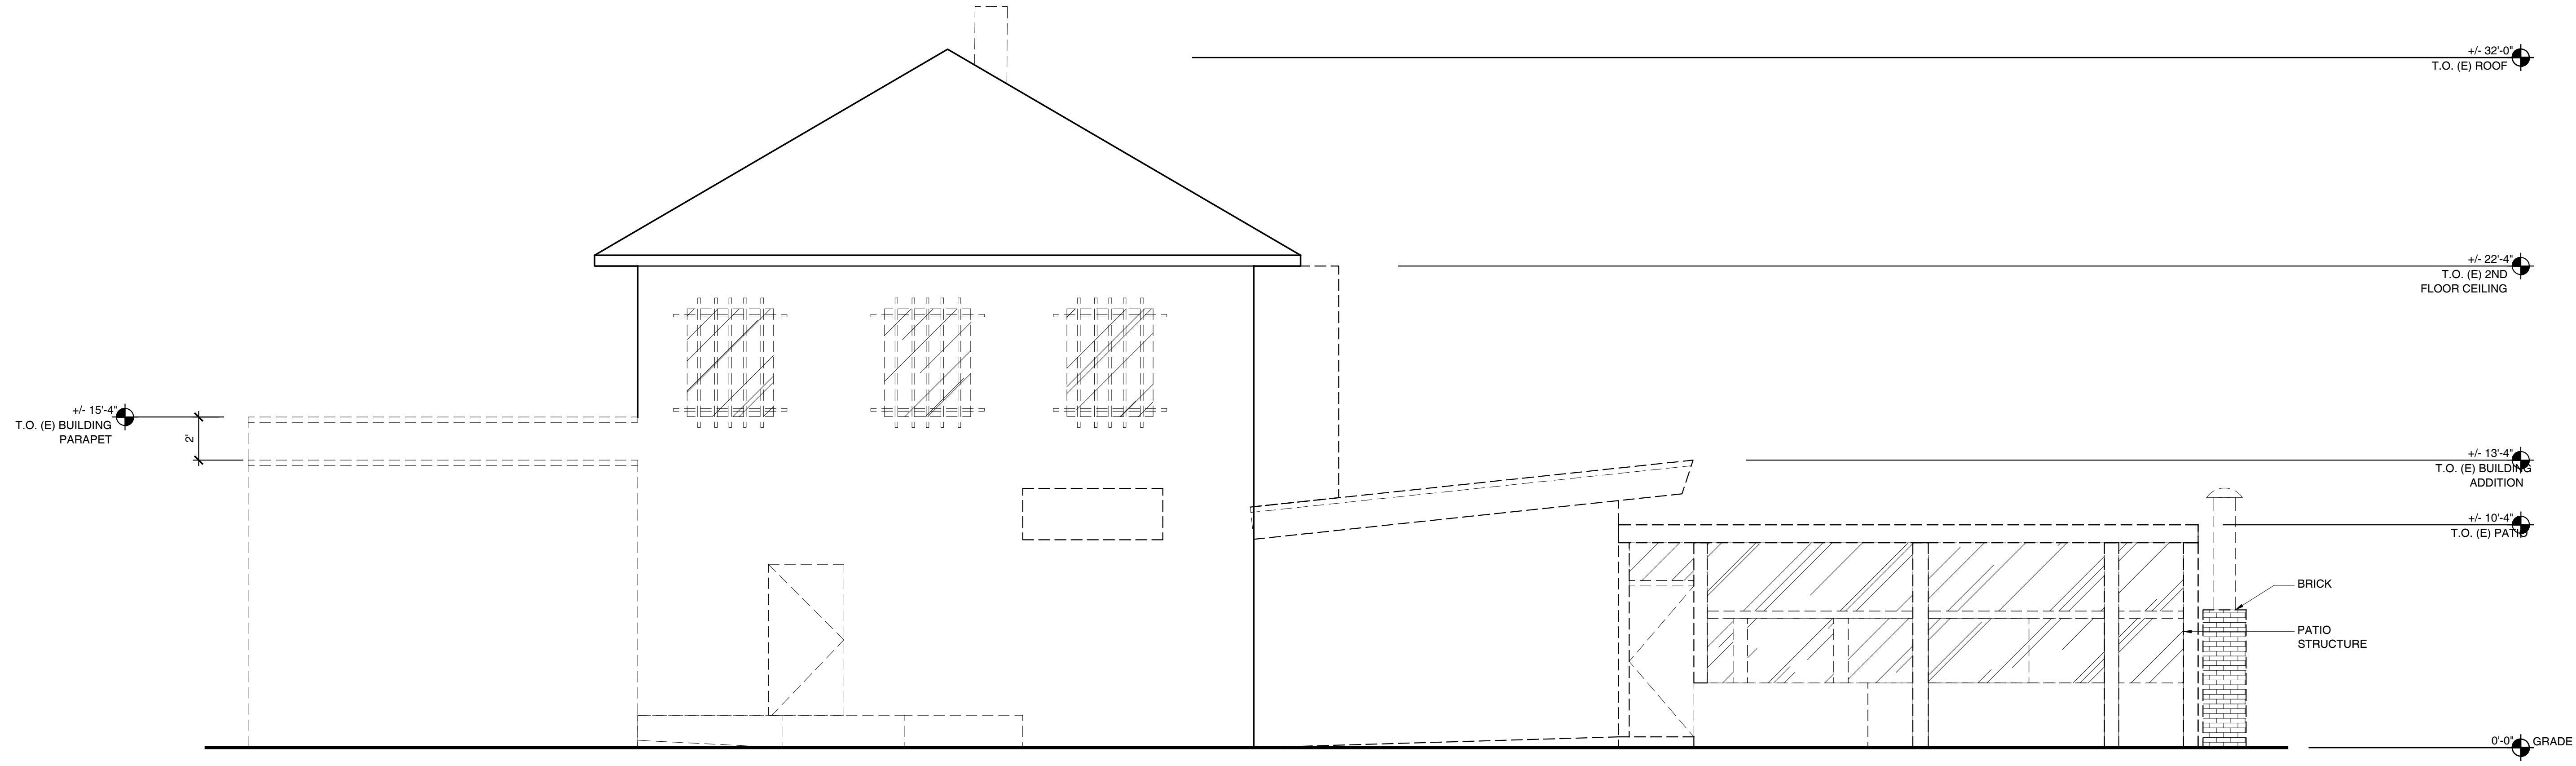 +/- 32'-0"
T.O. (E) ROOF
+/- 22'-4"
T.O. (E) 2ND
FLOOR CEILING
+/- 15'-4"
T.O. (E) BUILDING
PARAPET
2'
+/- 13'-4"
T.O. (E) BUILDING
ADDITION
+/- 10'-4"
T.O. (E) PATIO
BRICK
PATIO
STRUCTURE
0'-0" GRADE